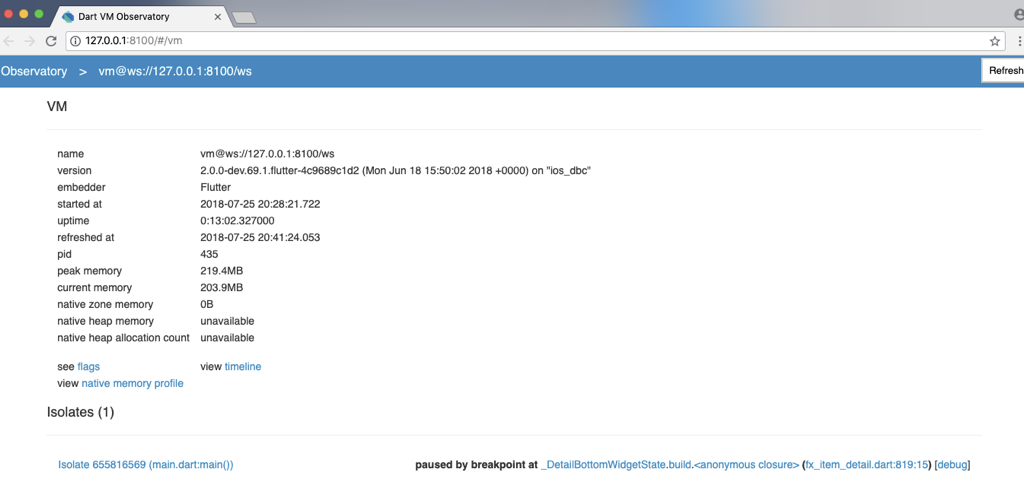 Dart VM Observatory
127.0.0.1:8100/#/vm
Observatory > vm@ws://127.0.0.1:8100/ws Refresh
VM
name vm@ws://127.0.0.1:8100/ws
version 2.0.0-dev.69.1.flutter-4c9689c1d2 (Mon Jun 18 15:50:02 2018 +0000) on "ios_dbc"
embedder Flutter
started at 2018-07-25 20:28:21.722
uptime 0:13:02.327000
refreshed at 2018-07-25 20:41:24.053
pid 435
peak memory 219.4MB
current memory 203.9MB
native zone memory 0B
native heap memory unavailable
native heap allocation count unavailable
see flags view timeline
view native memory profile
Isolates (1)
Isolate 655816569 (main.dart:main()) paused by breakpoint at _DetailBottomWidgetState.build.<anonymous closure> (fx_item_detail.dart:819:15) [debug]